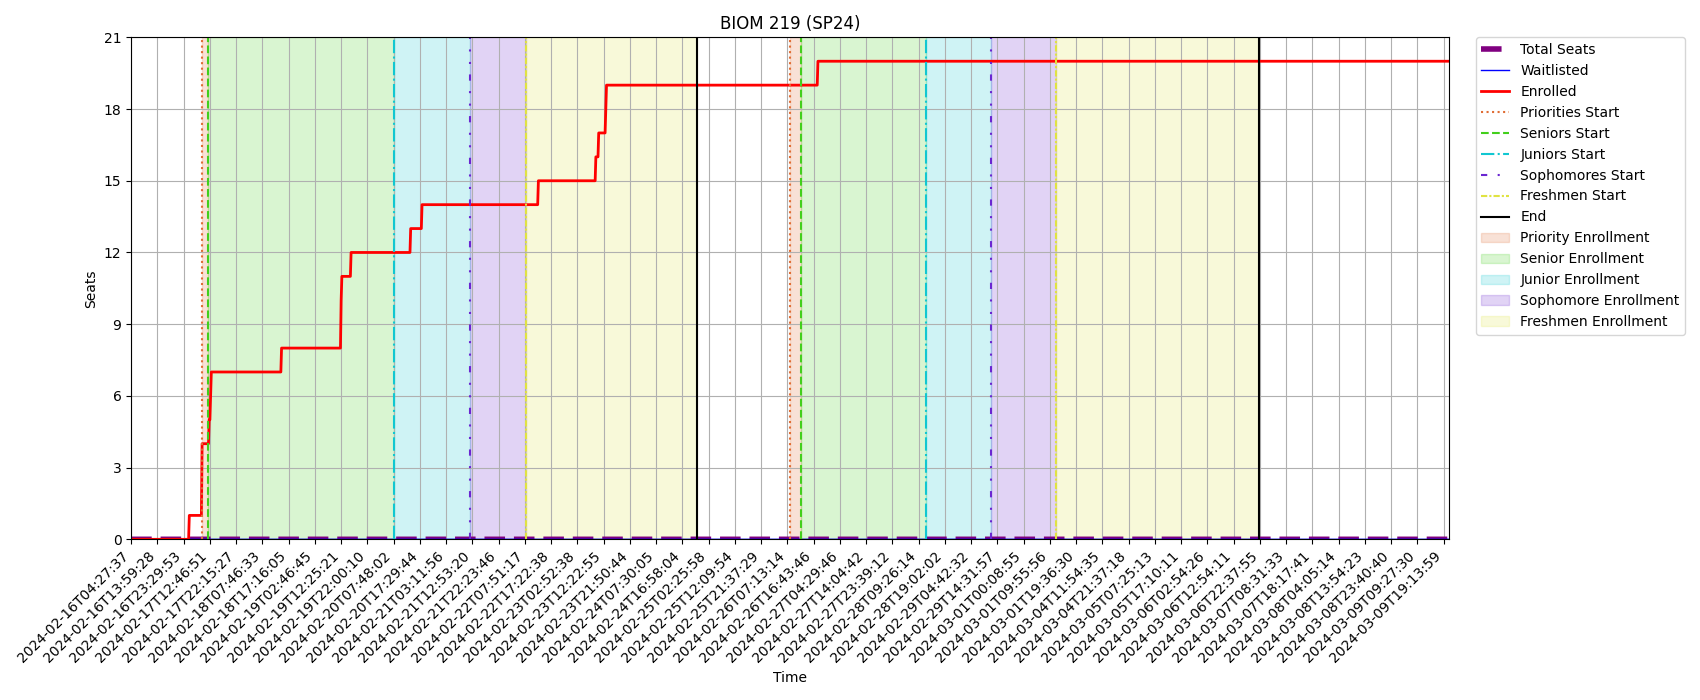 BIOM 219 (SP24)
21
18
15
12
9
6
3
0
Seats
2024-02-16T04:27:37
2024-02-16T13:59:28
2024-02-16T23:29:53
2024-02-17T12:46:51
2024-02-17T22:15:27
2024-02-18T07:46:33
2024-02-18T17:16:05
2024-02-19T02:46:45
2024-02-19T12:25:21
2024-02-19T22:00:10
2024-02-20T07:48:02
2024-02-20T17:29:44
2024-02-21T03:11:56
2024-02-21T12:53:20
2024-02-21T22:23:46
2024-02-22T07:51:17
2024-02-22T17:22:38
2024-02-23T02:52:38
2024-02-23T12:22:55
2024-02-23T21:50:44
2024-02-24T07:30:05
2024-02-24T16:58:04
2024-02-25T02:25:58
2024-02-25T12:09:54
2024-02-25T21:37:29
2024-02-26T07:13:14
2024-02-26T16:43:46
2024-02-27T04:29:46
2024-02-27T14:04:42
2024-02-27T23:39:12
2024-02-28T09:26:14
2024-02-28T19:02:02
2024-02-29T04:42:32
2024-02-29T14:31:57
2024-03-01T00:08:55
2024-03-01T09:55:56
2024-03-01T19:36:30
2024-03-04T11:54:35
2024-03-04T21:37:18
2024-03-05T07:25:13
2024-03-05T17:10:11
2024-03-06T02:54:26
2024-03-06T12:54:11
2024-03-06T22:37:55
2024-03-07T08:31:33
2024-03-07T18:17:41
2024-03-08T04:05:14
2024-03-08T13:54:23
2024-03-08T23:40:40
2024-03-09T09:27:30
2024-03-09T19:13:59
Time
Total Seats
Waitlisted
Enrolled
Priorities Start
Seniors Start
Juniors Start
Sophomores Start
Freshmen Start
End
Priority Enrollment
Senior Enrollment
Junior Enrollment
Sophomore Enrollment
Freshmen Enrollment